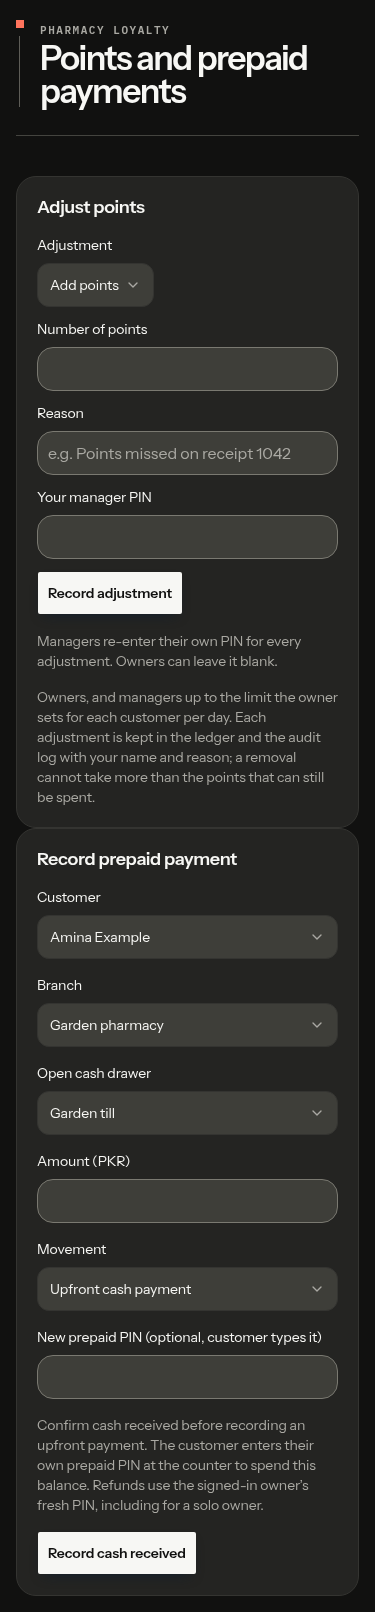 PHARMACY LOYALTY
Points and prepaid
payments
Adjust points
Adjustment
Add points
Number of points
Reason
e.g. Points missed on receipt 1042
Your manager PIN
Record adjustment
Managers re-enter their own PIN for every
adjustment. Owners can leave it blank.
Owners, and managers up to the limit the owner
sets for each customer per day. Each
adjustment is kept in the ledger and the audit
log with your name and reason; a removal
cannot take more than the points that can still
be spent.
Record prepaid payment
Customer
Amina Example
Branch
Garden pharmacy
Open cash drawer
Garden till
Amount (PKR)
Movement
Upfront cash payment
New prepaid PIN (optional, customer types it)
Confirm cash received before recording an
upfront payment. The customer enters their
own prepaid PIN at the counter to spend this
balance. Refunds use the signed-in owner's
fresh PIN, including for a solo owner.
Record cash received